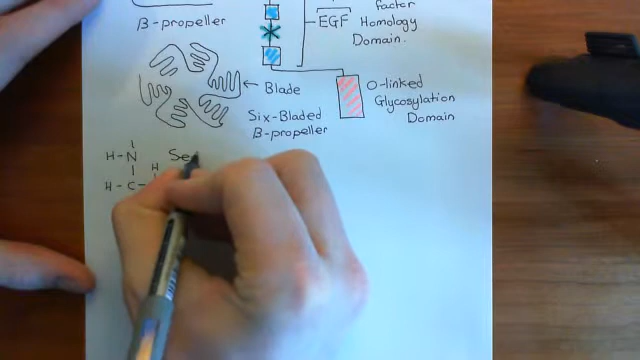 factor
EGF Homology
Domain.
β-propeller
Blade
O-linked
Glycosylation
Domain
Six-Bladed
β-propeller
H-N Se
H
H-C-